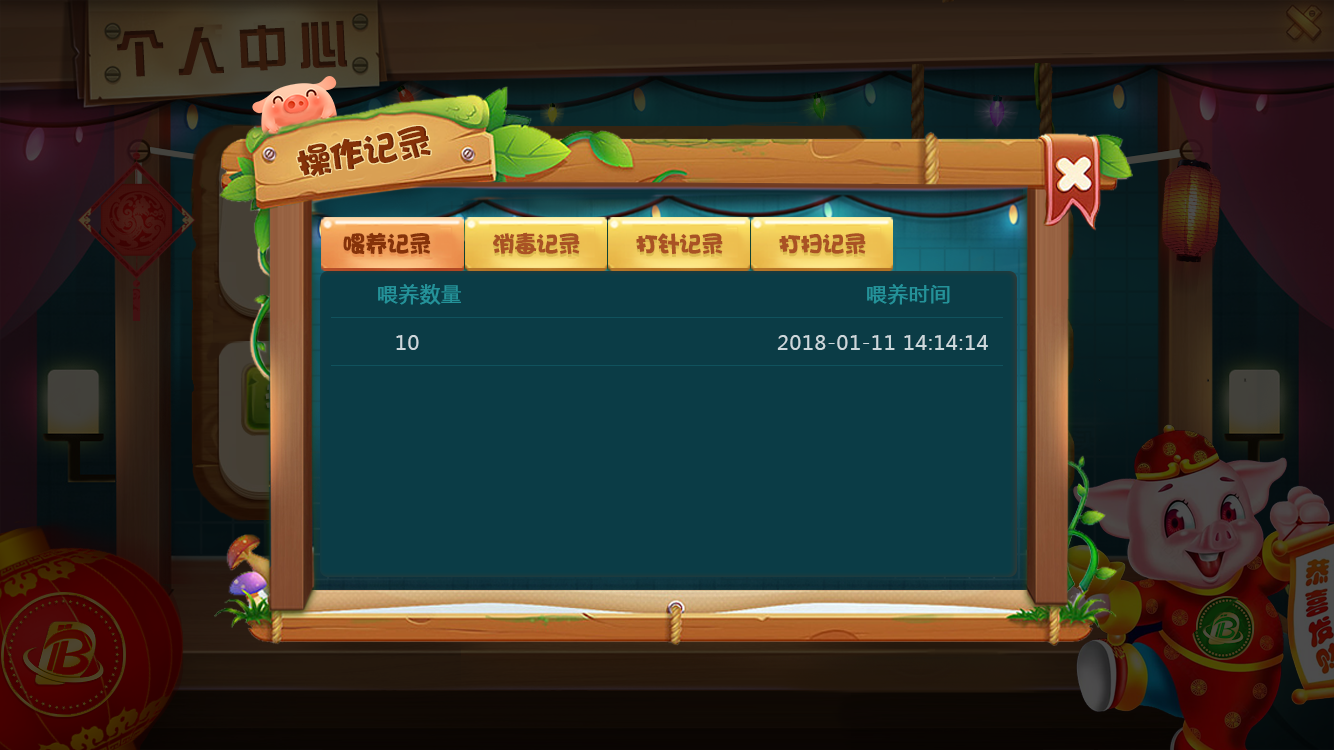 个人中心
操作记录
喂养记录
消毒记录
打针记录
打扫记录
喂养数量
喂养时间
10
2018-01-11 14:14:14
恭喜发财